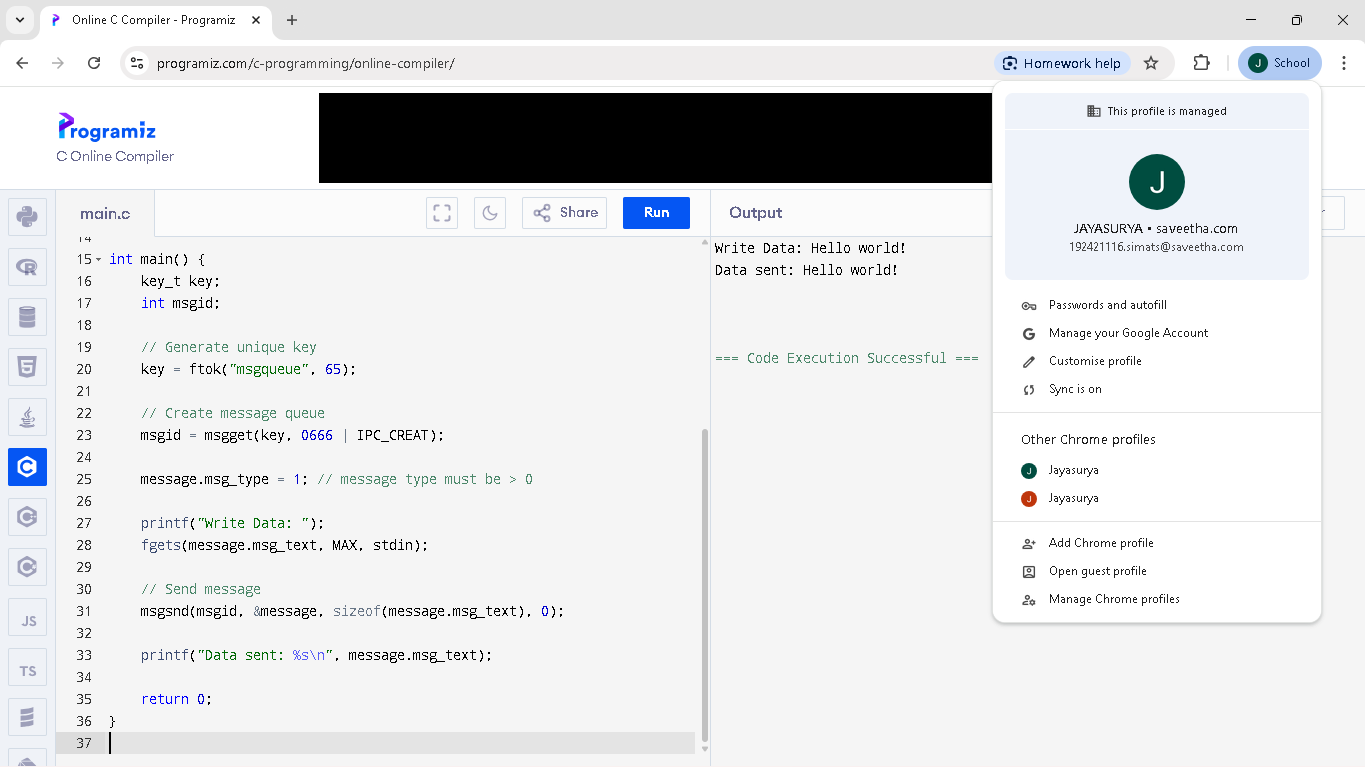 Online C Compiler - Programiz
programiz.com/c-programming/online-compiler/
Homework help
J School
Programiz
C Online Compiler
main.c
Share
Run
Output
14
15 int main() {
16 key_t key;
17 int msgid;
18
19 // Generate unique key
20 key = ftok("msgqueue", 65);
21
22 // Create message queue
23 msgid = msgget(key, 0666 | IPC_CREAT);
24
25 message.msg_type = 1; // message type must be > 0
26
27 printf("Write Data: ");
28 fgets(message.msg_text, MAX, stdin);
29
30 // Send message
31 msgsnd(msgid, &message, sizeof(message.msg_text), 0);
32
33 printf("Data sent: %s\n", message.msg_text);
34
35 return 0;
36 }
37
JS
TS
Write Data: Hello world!
Data sent: Hello world!
=== Code Execution Successful ===
This profile is managed
J
JAYASURYA • saveetha.com
192421116.simats@saveetha.com
Passwords and autofill
Manage your Google Account
Customise profile
Sync is on
Other Chrome profiles
J Jayasurya
J Jayasurya
Add Chrome profile
Open guest profile
Manage Chrome profiles